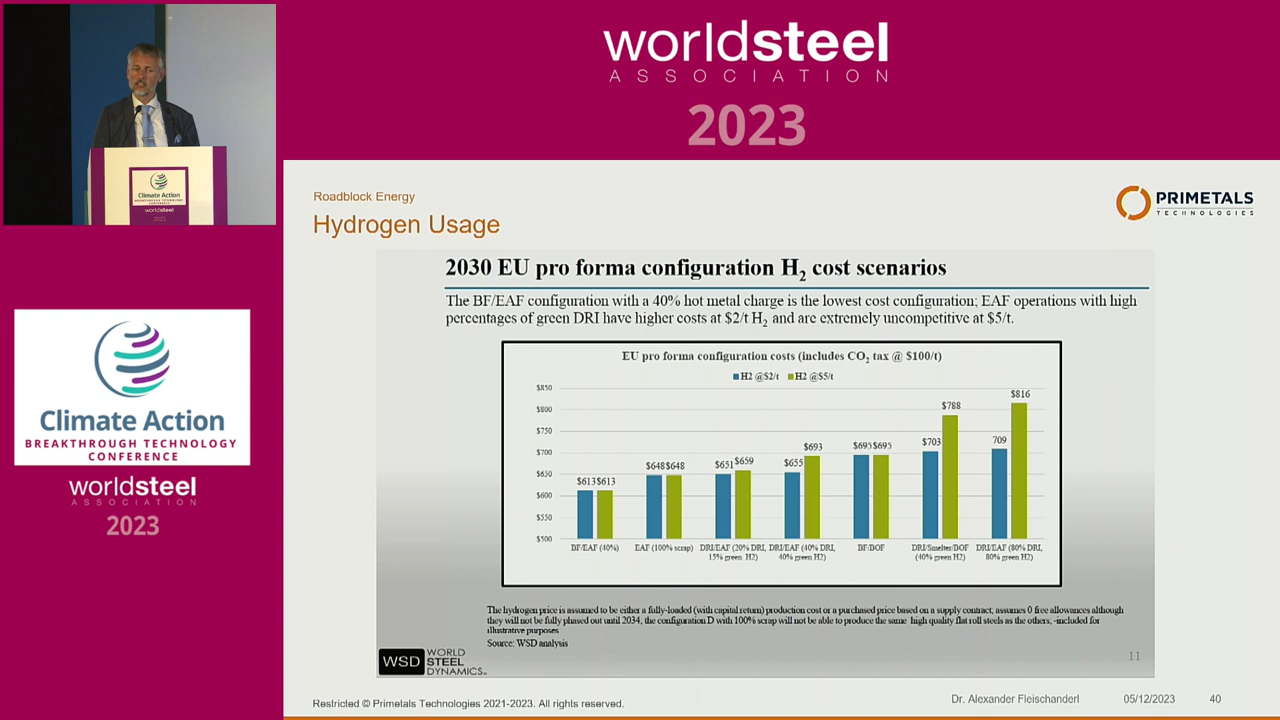 worldsteel
ASSOCIATION
2023
Climate Action
BREAKTHROUGH TECHNOLOGY
CONFERENCE
worldsteel
2023
Climate Action
BREAKTHROUGH TECHNOLOGY
CONFERENCE
worldsteel
ASSOCIATION
2023
Roadblock Energy
Hydrogen Usage
PRIMETALS
TECHNOLOGIES
2030 EU pro forma configuration H2 cost scenarios
The BF/EAF configuration with a 40% hot metal charge is the lowest cost configuration; EAF operations with high
percentages of green DRI have higher costs at $2/t H2 and are extremely uncompetitive at $5/t.
EU pro forma configuration costs (includes CO2 tax @ $100/t)
H2 @$2/t H2 @$5/t
$850
$800
$750
$700
$650
$600
$550
$500
$613 $613
$648 $648
$651 $659
$655 $693
$695 $695
$703 $788
709 $816
BF/EAF (40%)
EAF (100% scrap)
DRI/EAF (20% DRI,
15% green H2)
DRI/EAF (40% DRI,
40% green H2)
BF/BOF
DRI/Smelter/BOF
(40% green H2)
DRI/EAF (80% DRI,
80% green H2)
The hydrogen price is assumed to be either a fully-loaded (with capital return) production cost or a purchased price based on a supply contract; assumes 0 free allowances although
they will not be fully phased out until 2034; the configuration D with 100% scrap will not be able to produce the same high quality flat roll steels as the others; -included for
illustrative purposes
Source: WSD analysis
WSD WORLD
STEEL
DYNAMICS
11
Restricted © Primetals Technologies 2021-2023. All rights reserved.
Dr. Alexander Fleischanderl 05/12/2023 40